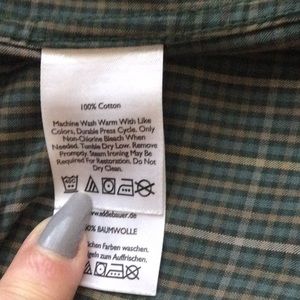 100% Cotton
Machine Wash Warm With Like
Colors, Durable Press Cycle. Only
Non-Chlorine Bleach When
Needed. Tumble Dry Low. Remove
Promptly. Steam Ironing May Be
Required For Restoration. Do Not
Dry Clean.
www.eddiebauer.de
100% BAUMWOLLE
chen Farben waschen.
geln zum Auffrischen.